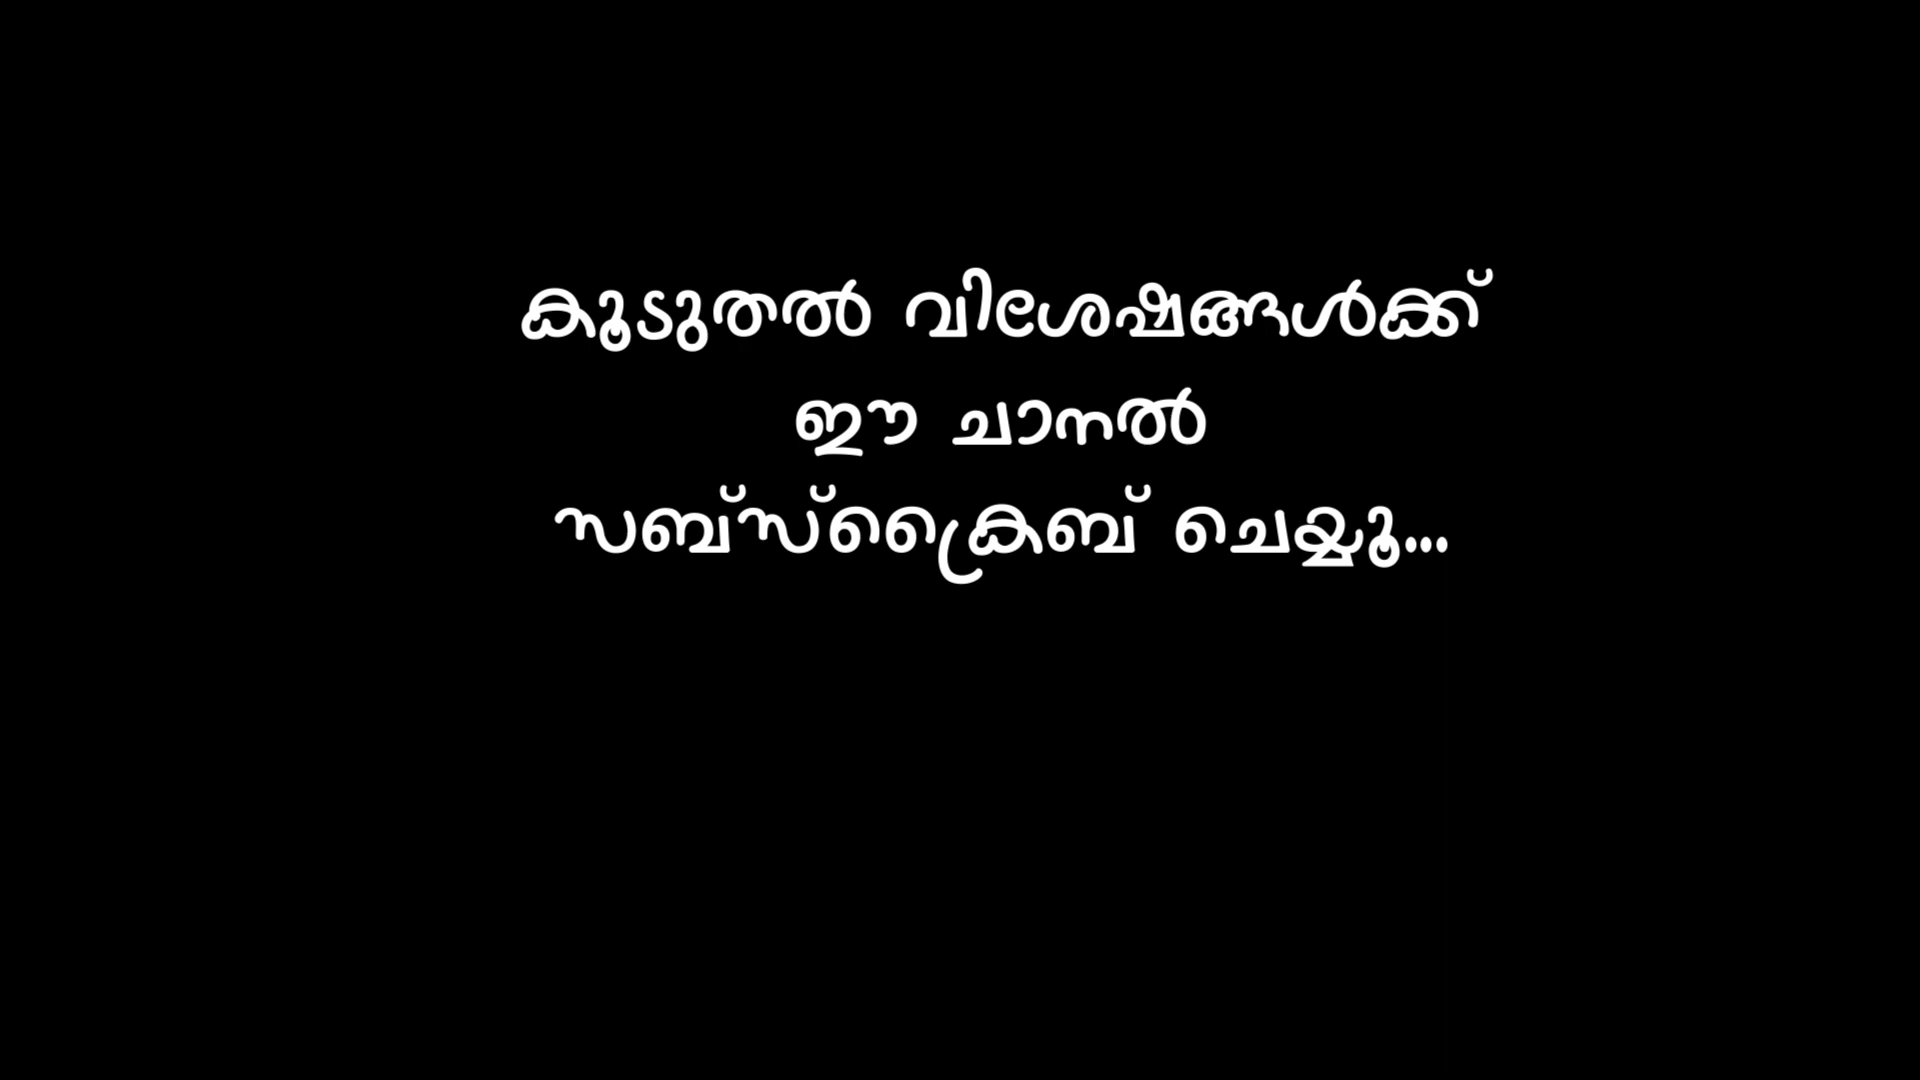 കൂടുതൽ വിശേഷങ്ങൾക്ക്
ഈ ചാനൽ
സബ്സ്ക്രൈബ് ചെയ്യൂ...